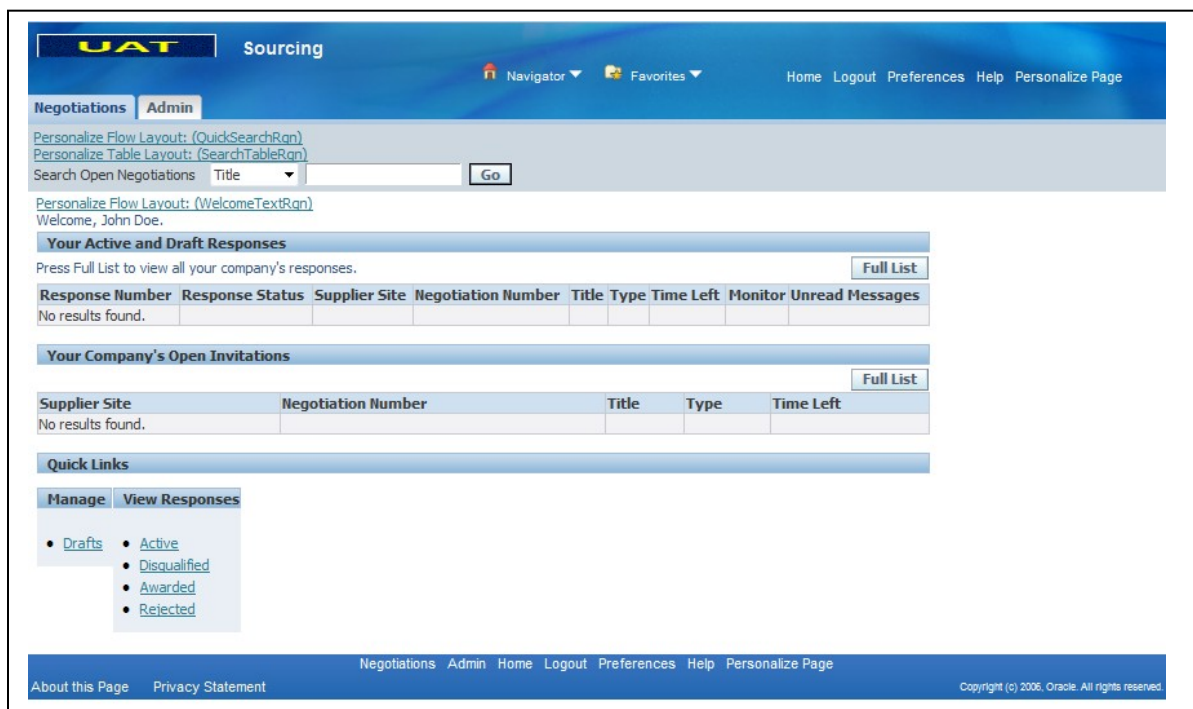 UAT Sourcing
Navigator Favorites Home Logout Preferences Help Personalize Page
Negotiations Admin
Personalize Flow Layout: (QuickSearchRgn)
Personalize Table Layout: (SearchTableRgn)
Search Open Negotiations Title Go
Personalize Flow Layout: (WelcomeTextRgn)
Welcome, John Doe.
Your Active and Draft Responses
Press Full List to view all your company's responses. Full List
Response Number Response Status Supplier Site Negotiation Number Title Type Time Left Monitor Unread Messages
No results found.
Your Company's Open Invitations
Full List
Supplier Site Negotiation Number Title Type Time Left
No results found.
Quick Links
Manage View Responses
• Drafts • Active
• Disqualified
• Awarded
• Rejected
Negotiations Admin Home Logout Preferences Help Personalize Page
About this Page Privacy Statement Copyright (c) 2006, Oracle. All rights reserved.